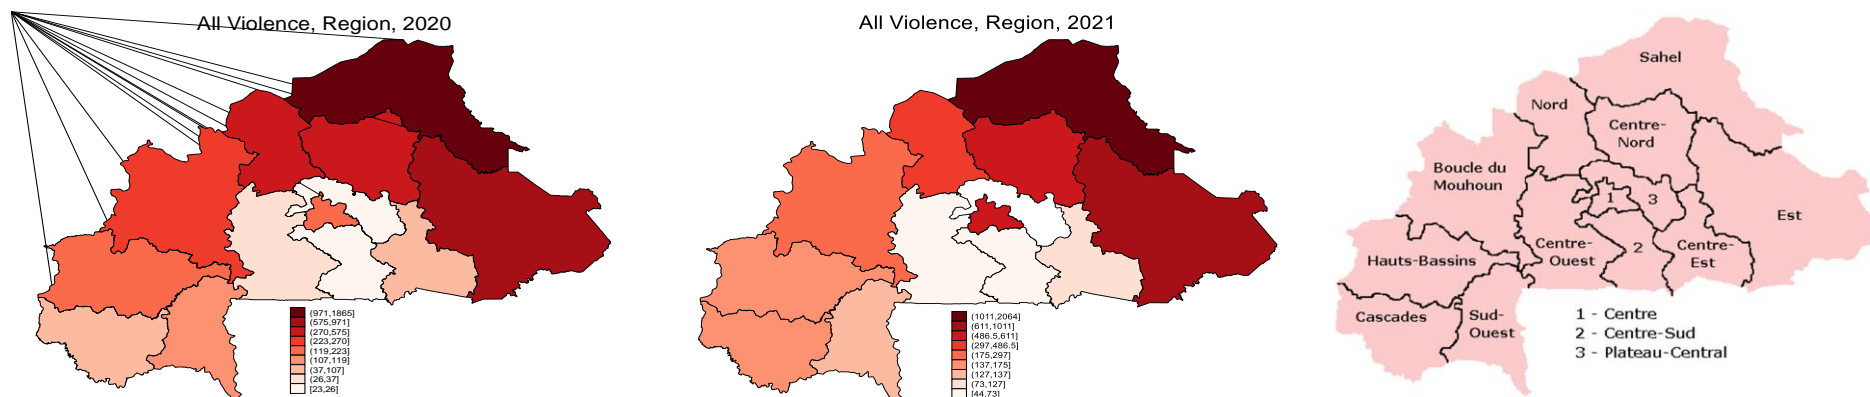 All Violence, Region, 2020
(971,1865]
(575,971]
(270,575]
(223,270]
(119,223]
(107,119]
(37,107]
(26,37]
[23,26]
All Violence, Region, 2021
(1011,2064]
(611,1011]
(486.5,611]
(297,486.5]
(175,297]
(137,175]
(127,137]
(73,127]
[44,73]
Sahel
Nord
Centre-
Nord
Boucle du
Mouhoun
1
3
Est
2
Centre-
Ouest
Centre-
Est
Hauts-Bassins
Cascades
Sud-
Ouest
1 - Centre
2 - Centre-Sud
3 - Plateau-Central